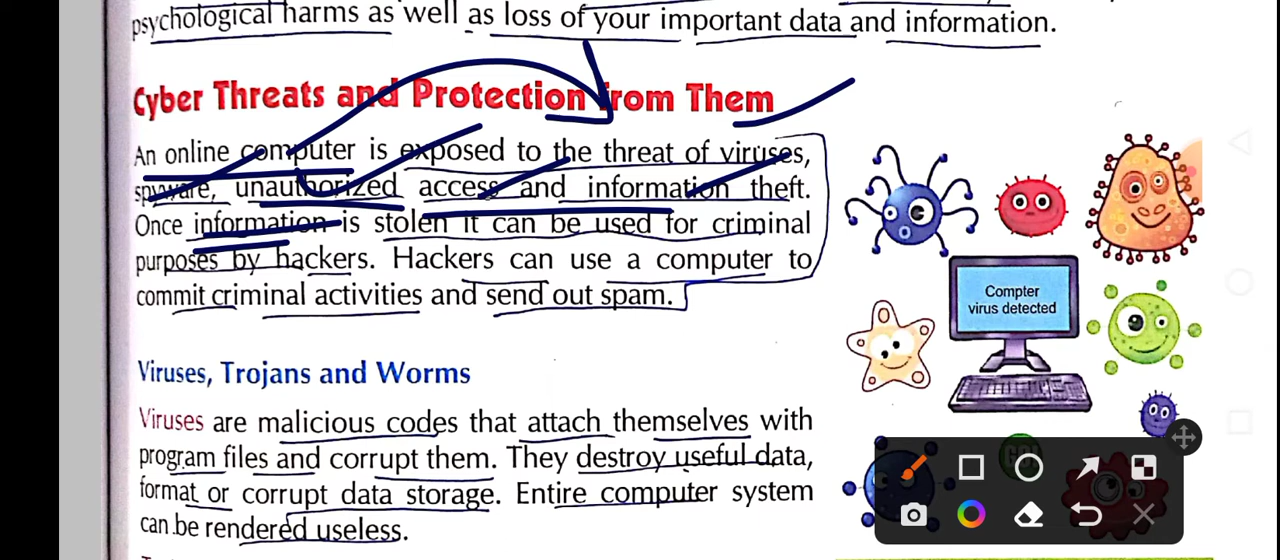 psychological harms as well as loss of your important data and information.
Cyber Threats and Protection from Them
An online computer is exposed to the threat of viruses,
spyware, unauthorized access and information theft.
Once information is stolen it can be used for criminal
purposes by hackers. Hackers can use a computer to
commit criminal activities and send out spam.
Compter
virus detected
Viruses, Trojans and Worms
Viruses are malicious codes that attach themselves with
program files and corrupt them. They destroy useful data,
format or corrupt data storage. Entire computer system
can be rendered useless.